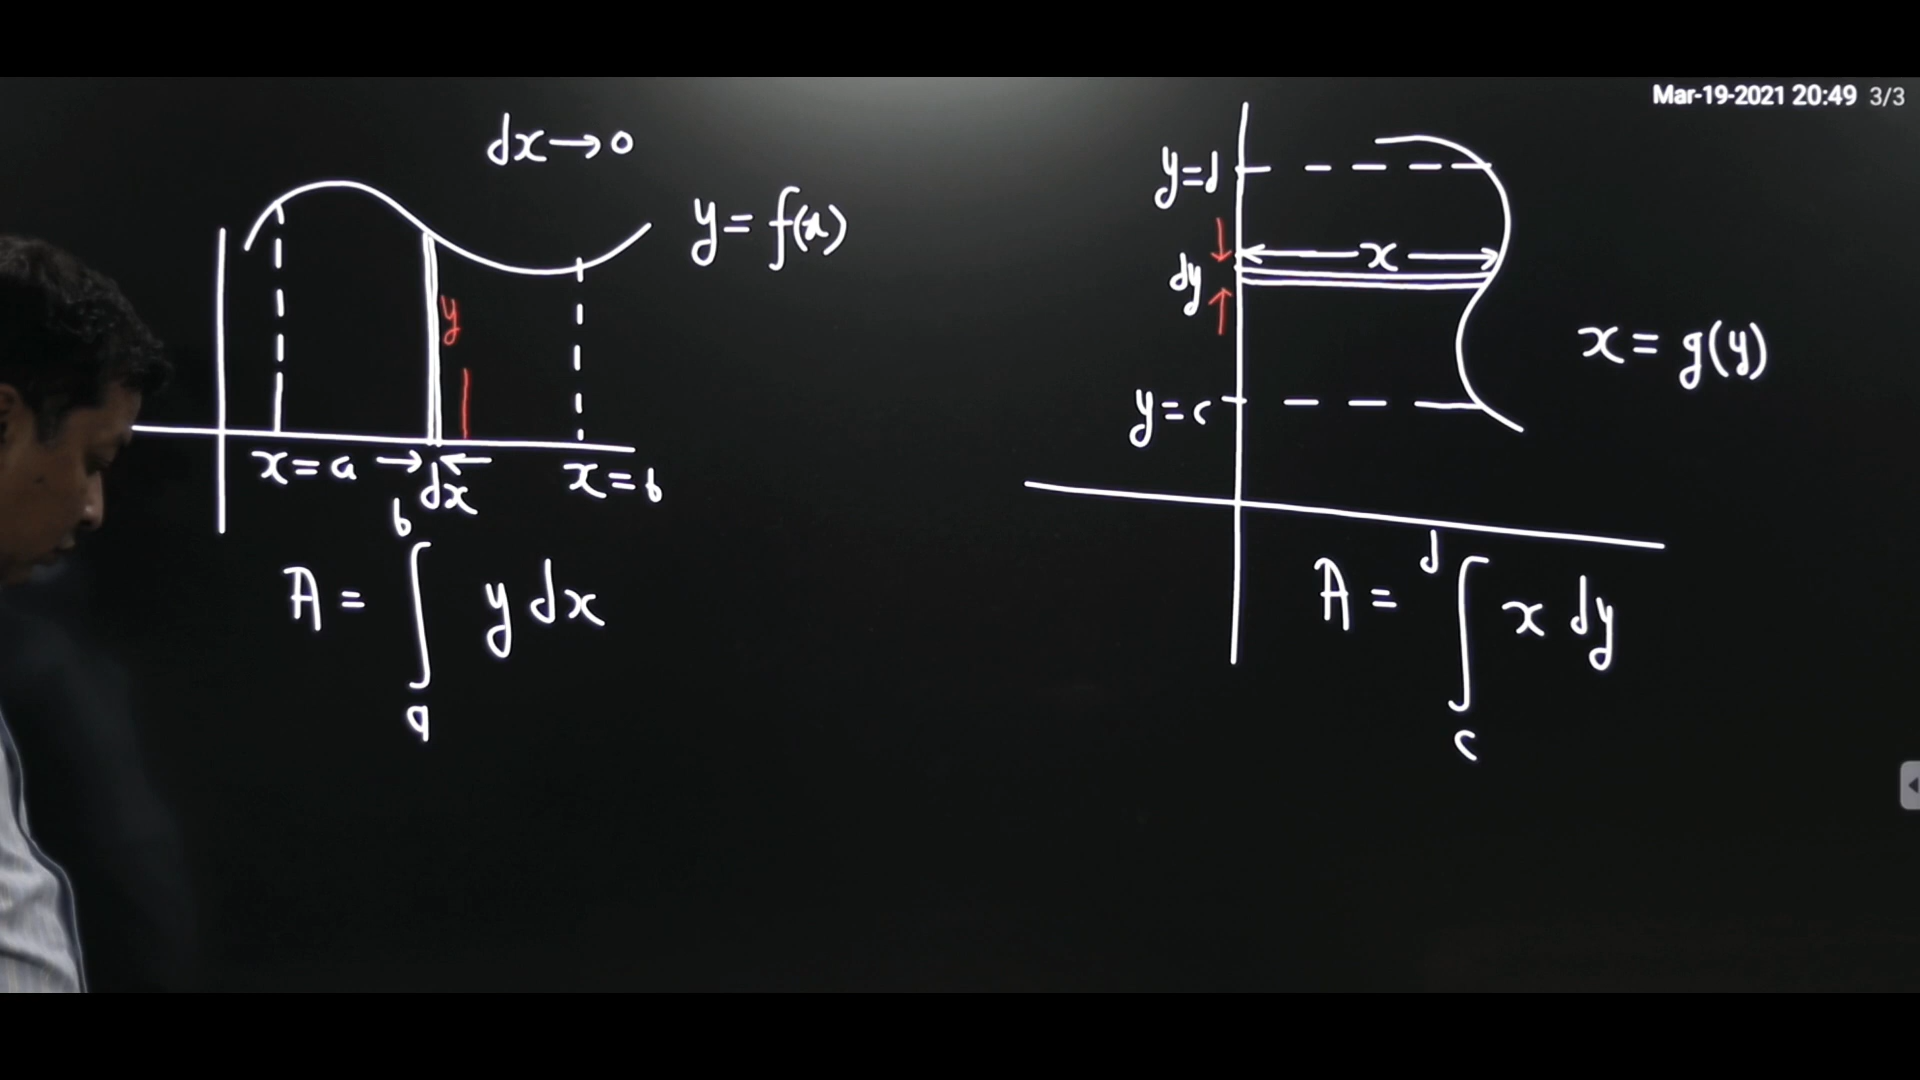 Mar-19-2021 20:49 3/3
dx→0
y = f(x)
y
x = a
dx
x = b
A = ∫_a^b y dx
y = d
x
dy
x = g(y)
y = c
A = ∫_c^d x dy